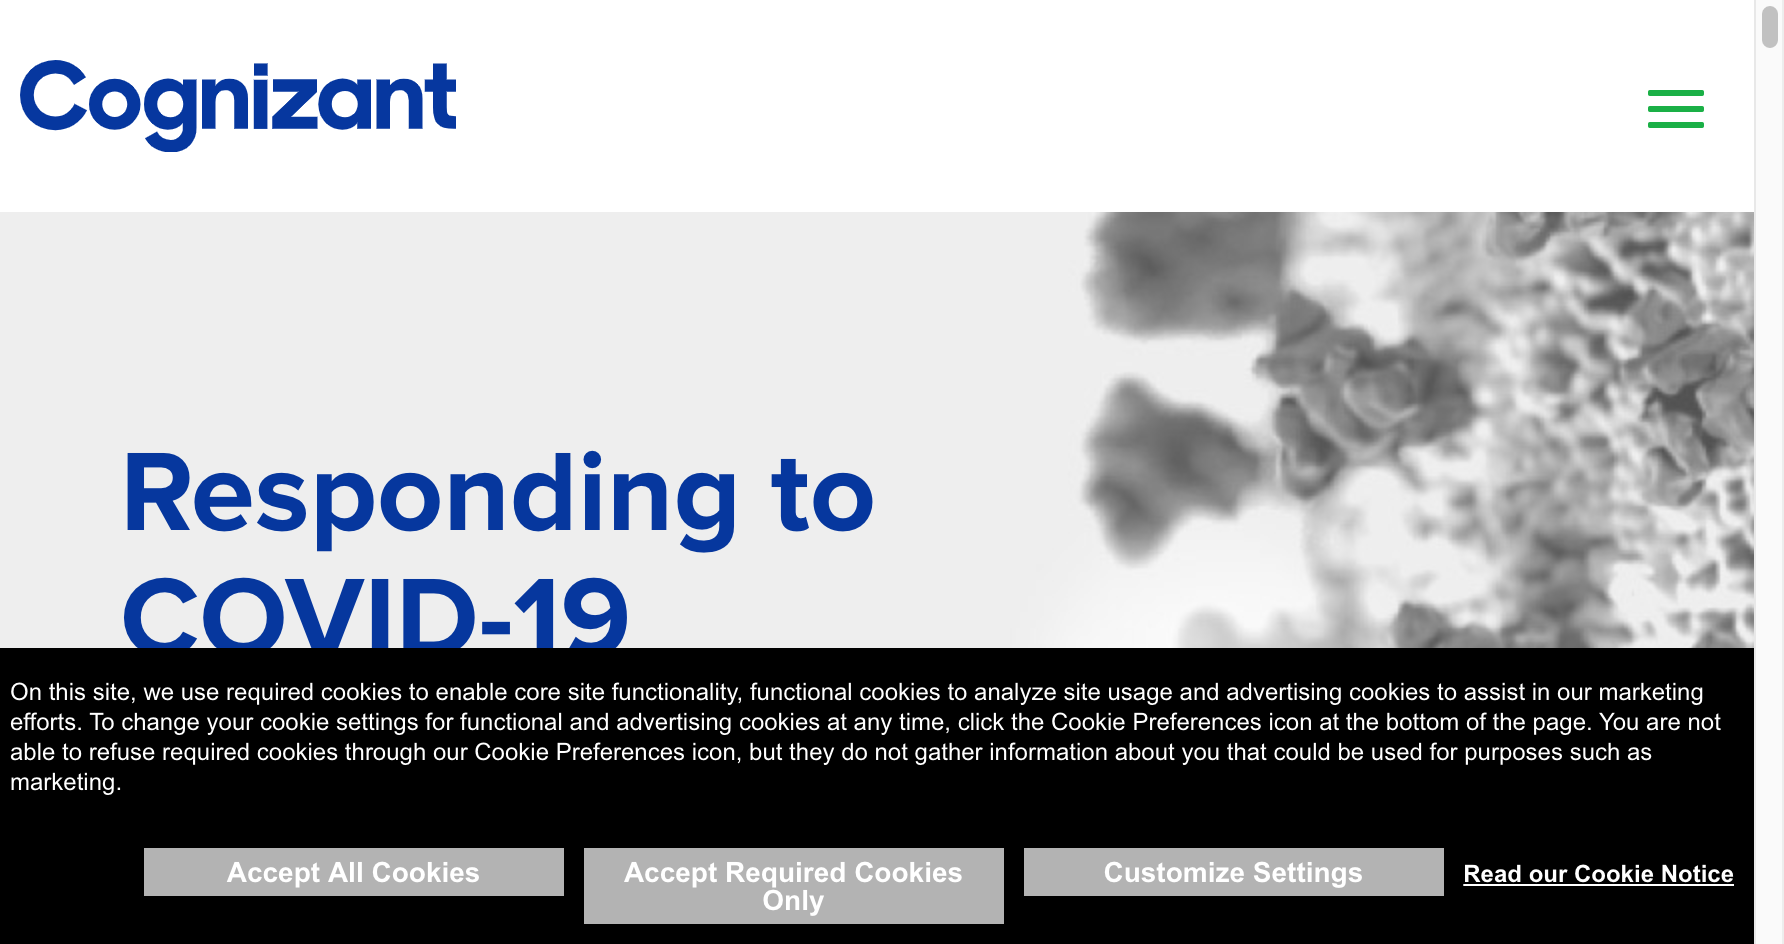 Cognizant
Responding to
COVID-19
On this site, we use required cookies to enable core site functionality, functional cookies to analyze site usage and advertising cookies to assist in our marketing
efforts. To change your cookie settings for functional and advertising cookies at any time, click the Cookie Preferences icon at the bottom of the page. You are not
able to refuse required cookies through our Cookie Preferences icon, but they do not gather information about you that could be used for purposes such as
marketing.
Accept All Cookies
Accept Required Cookies
Only
Customize Settings
Read our Cookie Notice